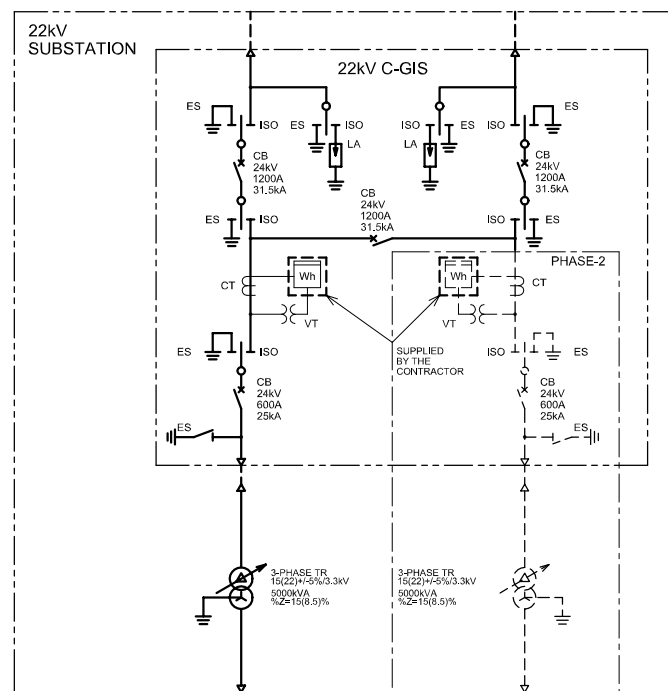 22kV
SUBSTATION
22kV C-GIS
ES
ISO
ES
ISO
LA
ISO
LA
ES
ISO
ES
CB
24kV
1200A
31.5kA
CB
24kV
1200A
31.5kA
CB
24kV
1200A
31.5kA
ES
ISO
ISO
ES
PHASE-2
Wh
Wh
CT
CT
VT
VT
SUPPLIED
BY THE
CONTRACTOR
ES
ISO
ISO
ES
CB
24kV
600A
25kA
CB
24kV
600A
25kA
ES
ES
3-PHASE TR
15(22)+/-5%/3.3kV
5000kVA
%Z=15(8.5)%
3-PHASE TR
15(22)+/-5%/3.3kV
5000kVA
%Z=15(8.5)%